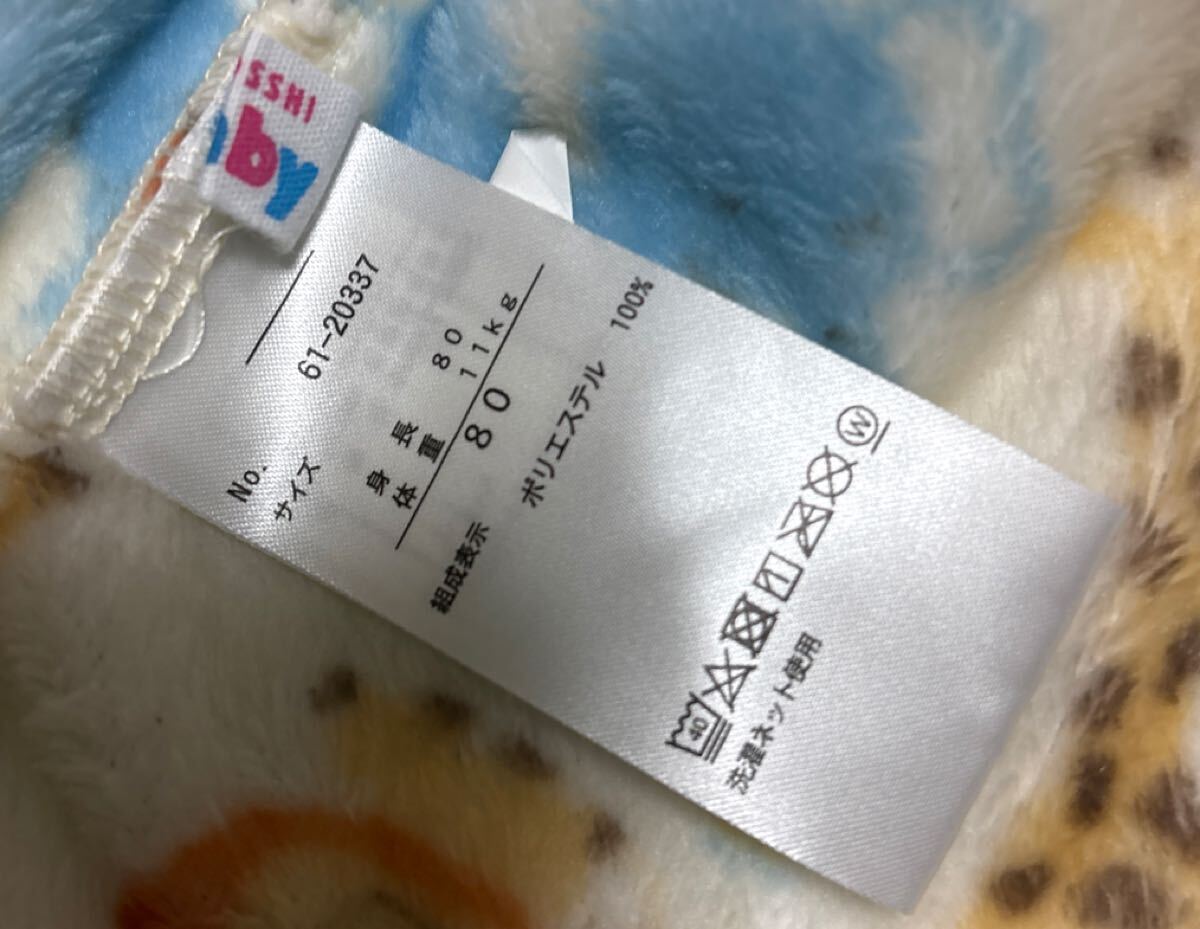 SSHI
by
No. 61-20337
サイズ
身長 80
体重 11kg
80
組成表示
ポリエステル 100%
40
W
洗濯ネット使用